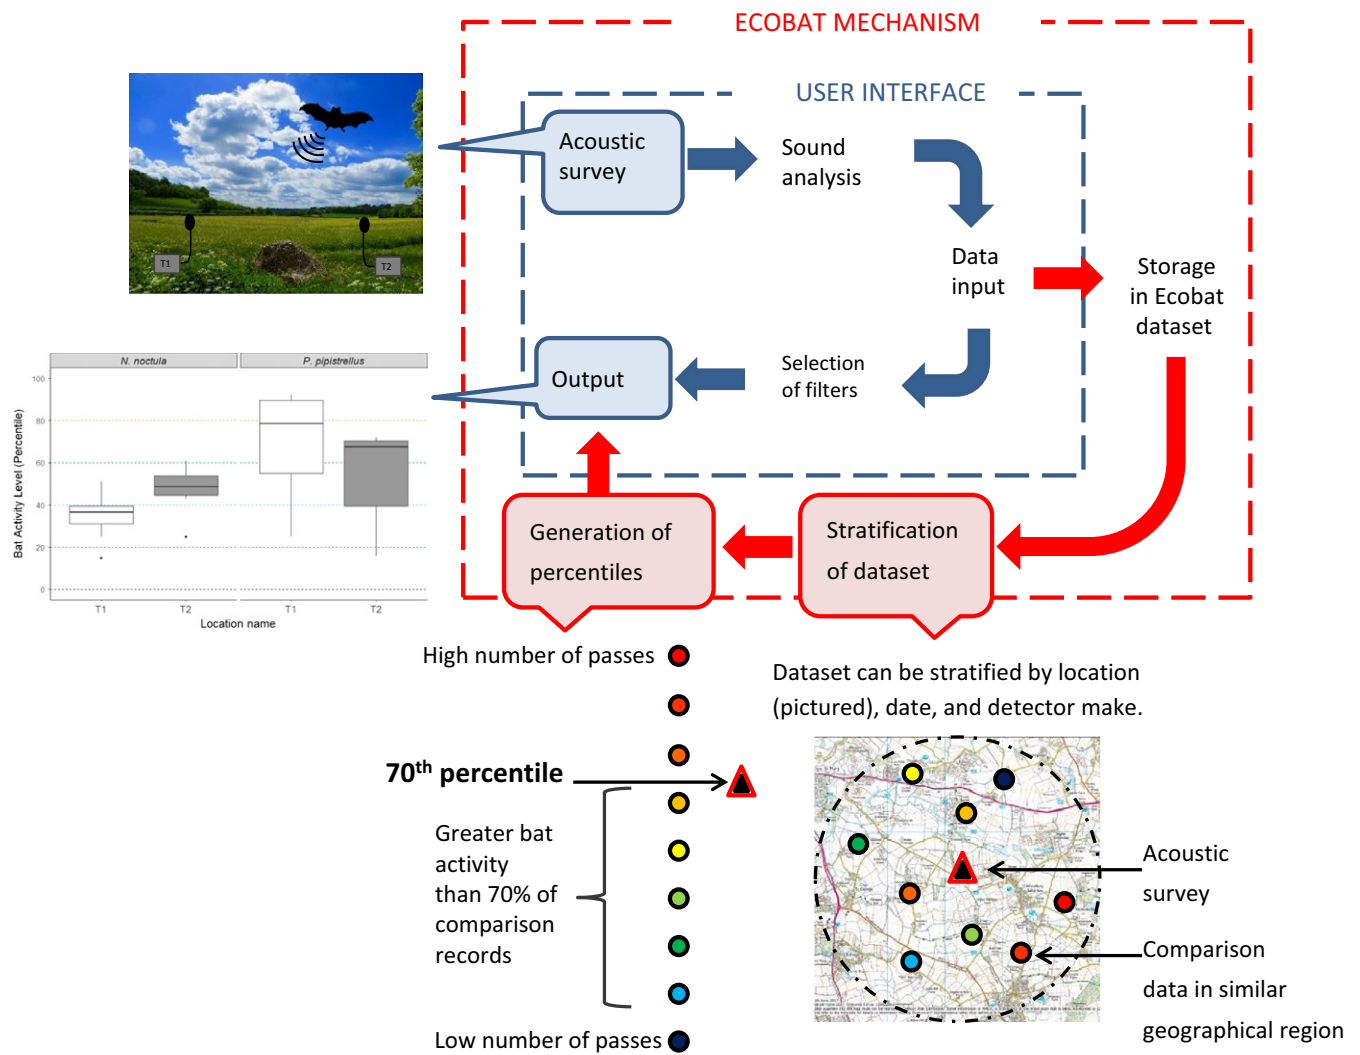 ECOBAT MECHANISM
USER INTERFACE
Acoustic
survey
Sound
analysis
Data
input
Storage
in Ecobat
dataset
Selection
of filters
Output
Generation of
percentiles
Stratification
of dataset
T1
T2
N. noctula
P. pipistrellus
Bat Activity Level (Percentile)
100
80
60
40
20
0
T1
T2
T1
T2
Location name
High number of passes
70th percentile
Greater bat
activity
than 70% of
comparison
records
Low number of passes
Dataset can be stratified by location
(pictured), date, and detector make.
Acoustic
survey
Comparison
data in similar
geographical region